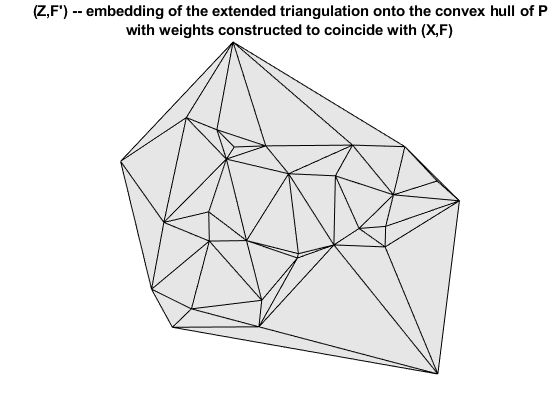 (Z,F') -- embedding of the extended triangulation onto the convex hull of P
with weights constructed to coincide with (X,F)